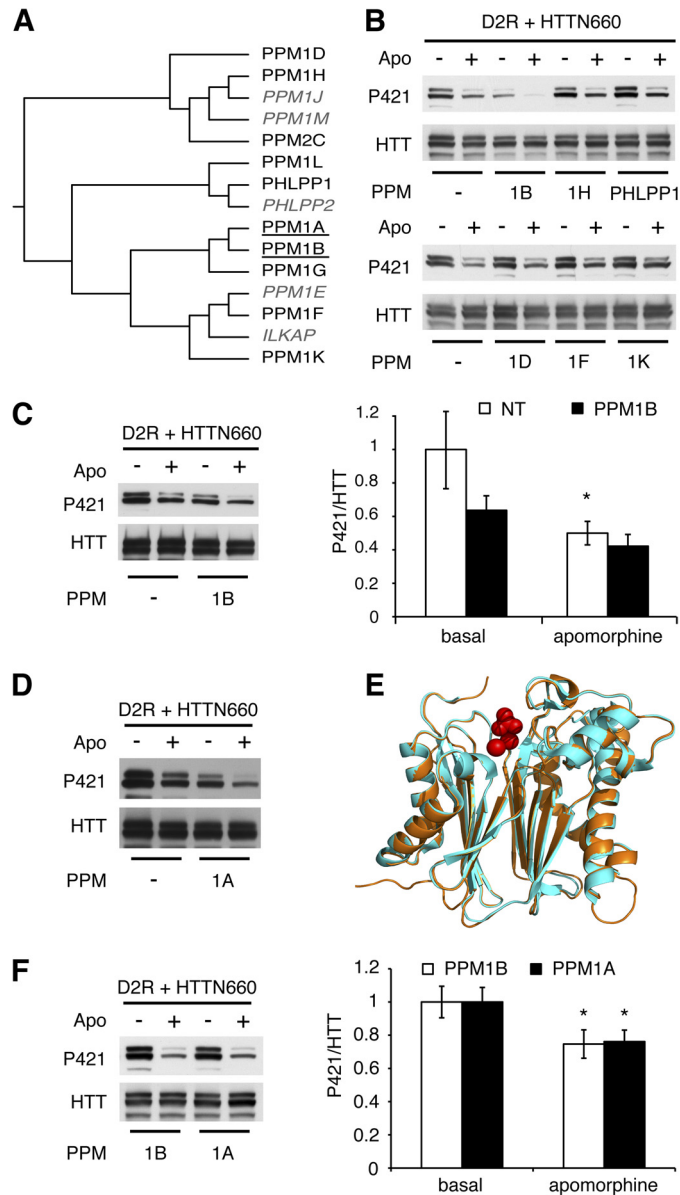 A
PPM1D
PPM1H
PPM1J
PPM1M
PPM2C
PPM1L
PHLPP1
PHLPP2
PPM1A
PPM1B
PPM1G
PPM1E
PPM1F
ILKAP
PPM1K
B
D2R + HTTN660
Apo - + - + - + - +
P421
HTT
PPM - 1B 1H PHLPP1
Apo - + - + - + - +
P421
HTT
PPM - 1D 1F 1K
C
D2R + HTTN660
Apo - + - +
P421
HTT
PPM - 1B
NT PPM1B
P421/HTT
1.2
1
0.8
0.6
0.4
0.2
0
*
basal apomorphine
D
D2R + HTTN660
Apo - + - +
P421
HTT
PPM - 1A
E
F
D2R + HTTN660
Apo - + - +
P421
HTT
PPM 1B 1A
PPM1B PPM1A
P421/HTT
1.2
1
0.8
0.6
0.4
0.2
0
* *
basal apomorphine